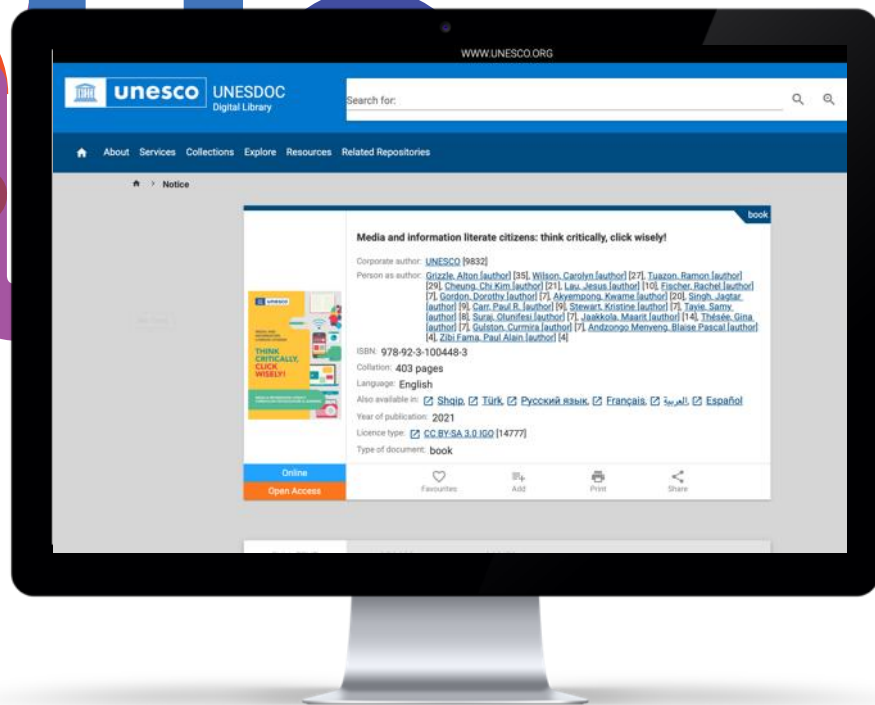 WWW.UNESCO.ORG
unesco
UNESDOC
Digital Library
Search for:
About Services Collections Explore Resources Related Repositories
> Notice
book
Media and information literate citizens: think critically, click wisely!
Corporate author: UNESCO [9832]
Person as author: Grizzle, Alton [author] [35], Wilson, Carolyn [author] [27], Tuazon, Ramon [author]
[29], Cheung, Chi Kim [author] [21], Lau, Jesus [author] [10], Fischer, Rachel [author]
[7], Gordon, Dorothy [author] [7], Akyempong, Kwame [author] [20], Singh, Jagtar
[author] [9], Carr, Paul R. [author] [9], Stewart, Kristine [author] [7], Tayie, Samy
[author] [8], Suraj, Olunifesi [author] [7], Jaakkola, Maarit [author] [14], Thésée, Gina
[author] [7], Gulston, Curmira [author] [7], Andzongo Menyeng, Blaise Pascal [author]
[4], Zibi Fama, Paul Alain [author] [4]
ISBN: 978-92-3-100448-3
Collation: 403 pages
Language: English
Also available in: Shqip, Türk, Русский язык, Français, العربية, Español
Year of publication: 2021
Licence type: CC BY-SA 3.0 IGO [14777]
Type of document: book
unesco
MEDIA AND
INFORMATION
LITERATE CITIZENS
THINK
CRITICALLY,
CLICK
WISELY!
Online
Open Access
Favourites
Add
Print
Share